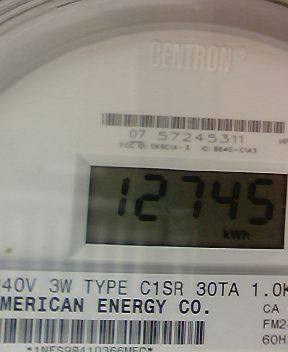 CENTRON®
07 57245311
12745
kWh
40V 3W TYPE C1SR 30TA 1.0K
MERICAN ENERGY CO.
CA
FM2
60H